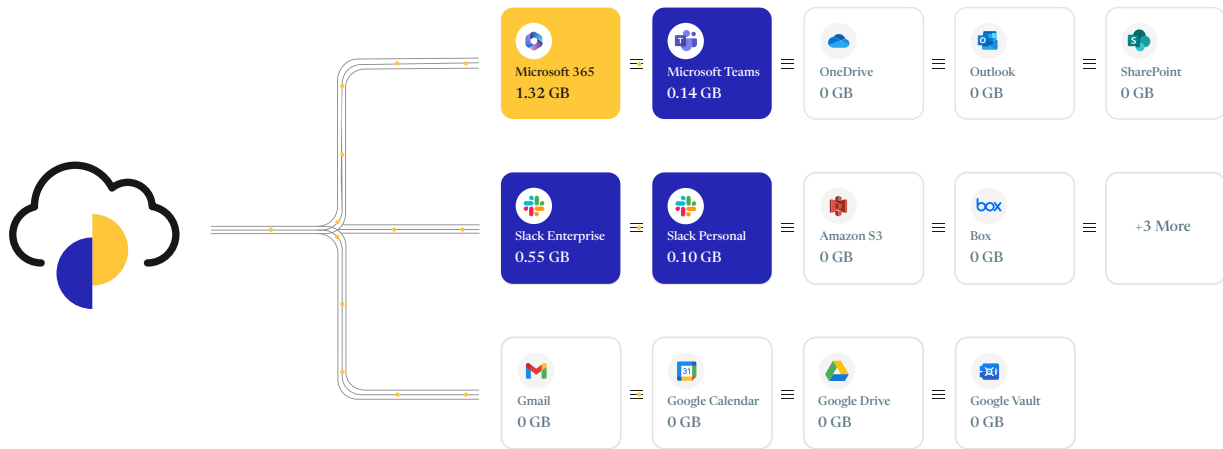 Microsoft 365
1.32 GB
Microsoft Teams
0.14 GB
OneDrive
0 GB
Outlook
0 GB
SharePoint
0 GB
Slack Enterprise
0.55 GB
Slack Personal
0.10 GB
Amazon S3
0 GB
box
Box
0 GB
+3 More
Gmail
0 GB
31
Google Calendar
0 GB
Google Drive
0 GB
Google Vault
0 GB